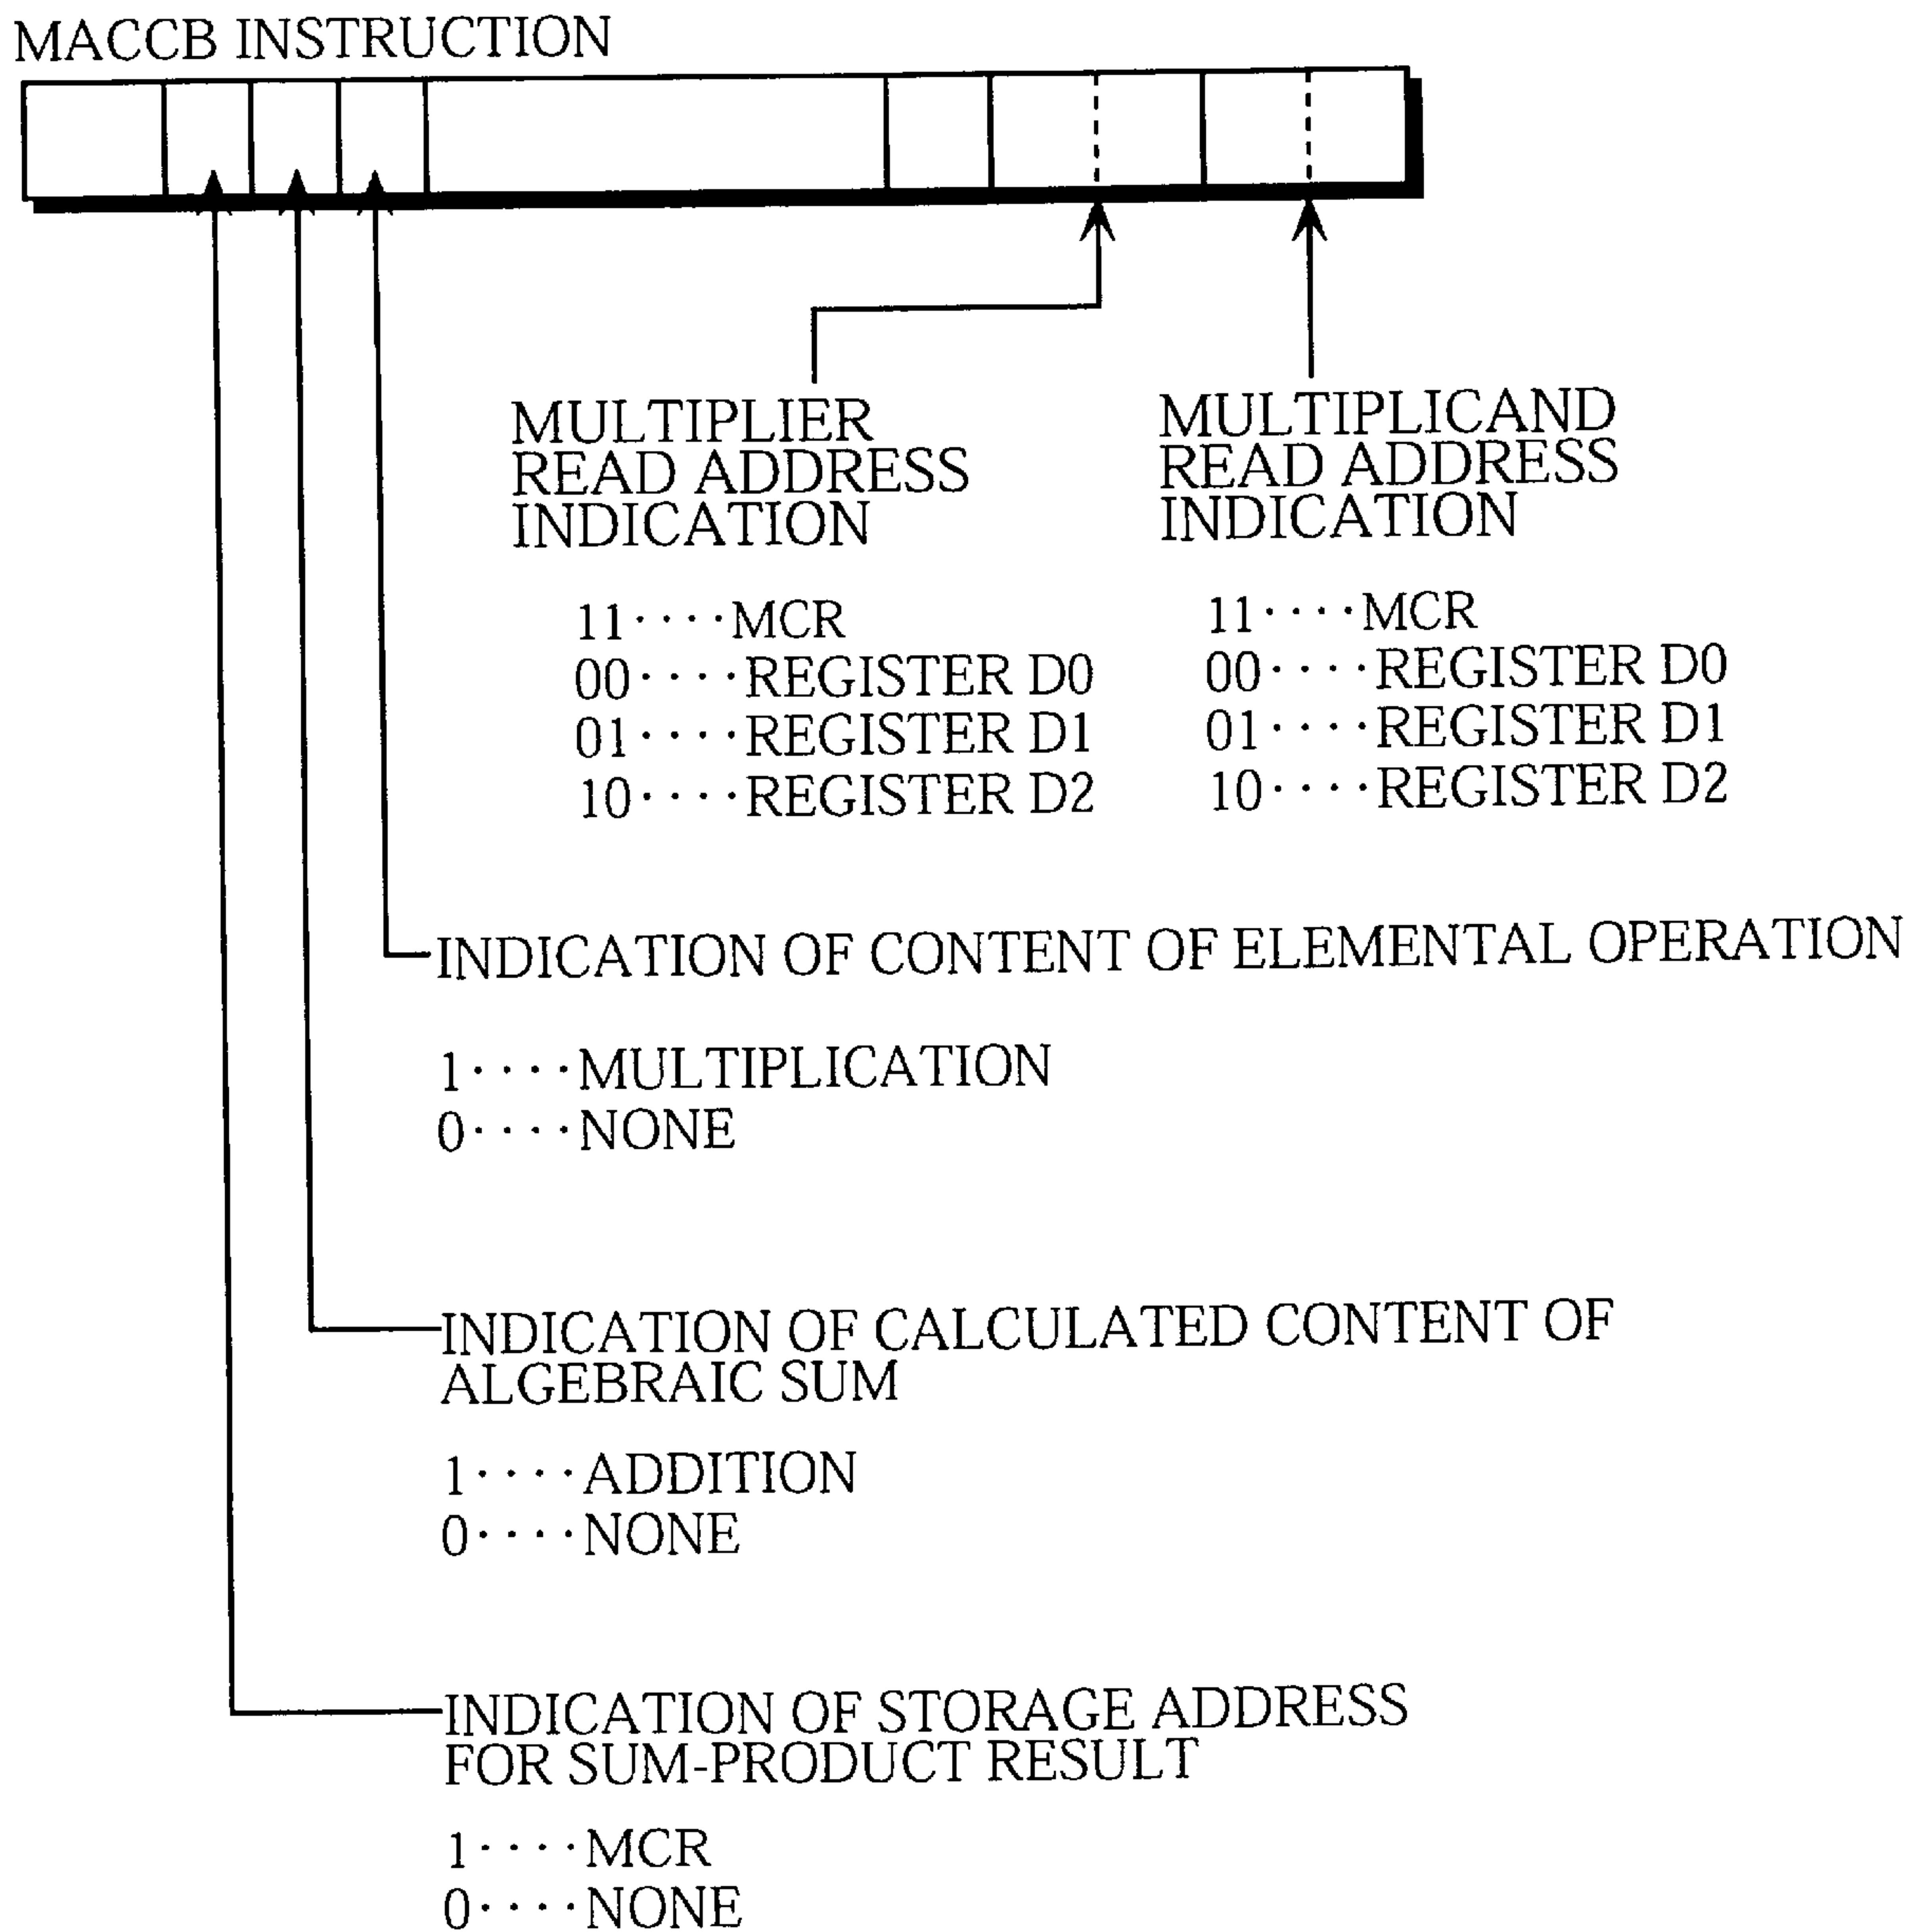 MACCB INSTRUCTION
MULTIPLIER
READ ADDRESS
INDICATION
11····MCR
00····REGISTER D0
01····REGISTER D1
10····REGISTER D2
MULTIPLICAND
READ ADDRESS
INDICATION
11····MCR
00····REGISTER D0
01····REGISTER D1
10····REGISTER D2
INDICATION OF CONTENT OF ELEMENTAL OPERATION
1····MULTIPLICATION
0····NONE
INDICATION OF CALCULATED CONTENT OF
ALGEBRAIC SUM
1····ADDITION
0····NONE
INDICATION OF STORAGE ADDRESS
FOR SUM-PRODUCT RESULT
1····MCR
0····NONE